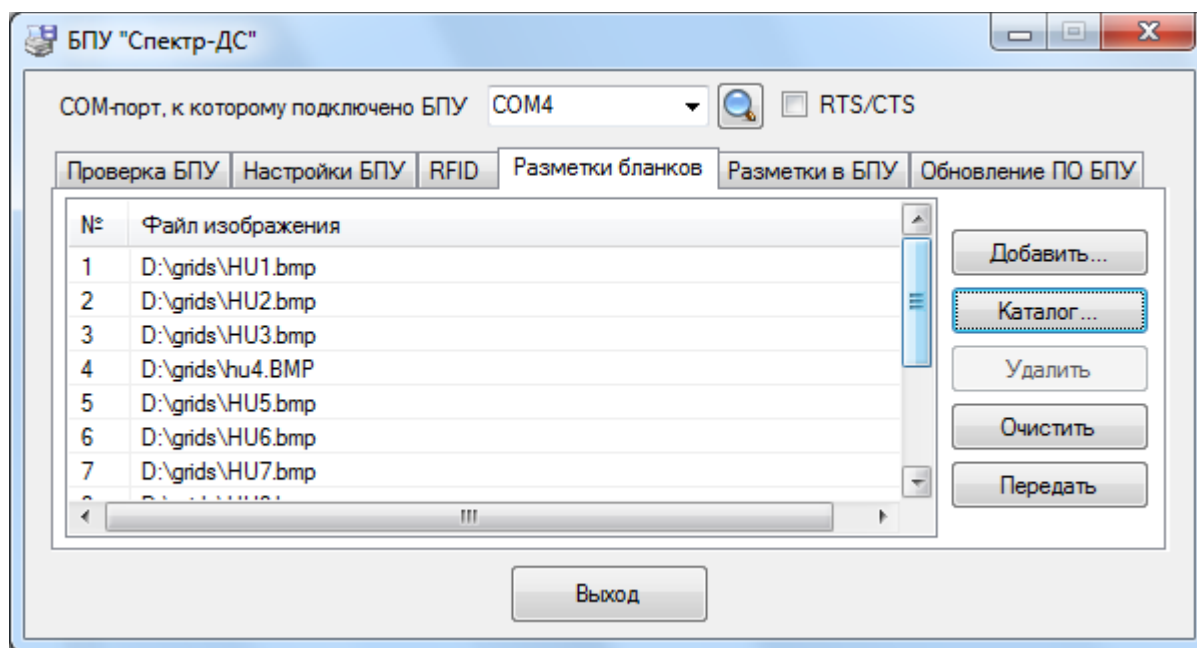 БПУ "Спектр-ДС"
COM-порт, к которому подключено БПУ COM4 RTS/CTS
Проверка БПУ Настройки БПУ RFID Разметки бланков Разметки в БПУ Обновление ПО БПУ
№ Файл изображения
1 D:\grids\HU1.bmp
2 D:\grids\HU2.bmp
3 D:\grids\HU3.bmp
4 D:\grids\hu4.BMP
5 D:\grids\HU5.bmp
6 D:\grids\HU6.bmp
7 D:\grids\HU7.bmp
Добавить...
Каталог...
Удалить
Очистить
Передать
Выход